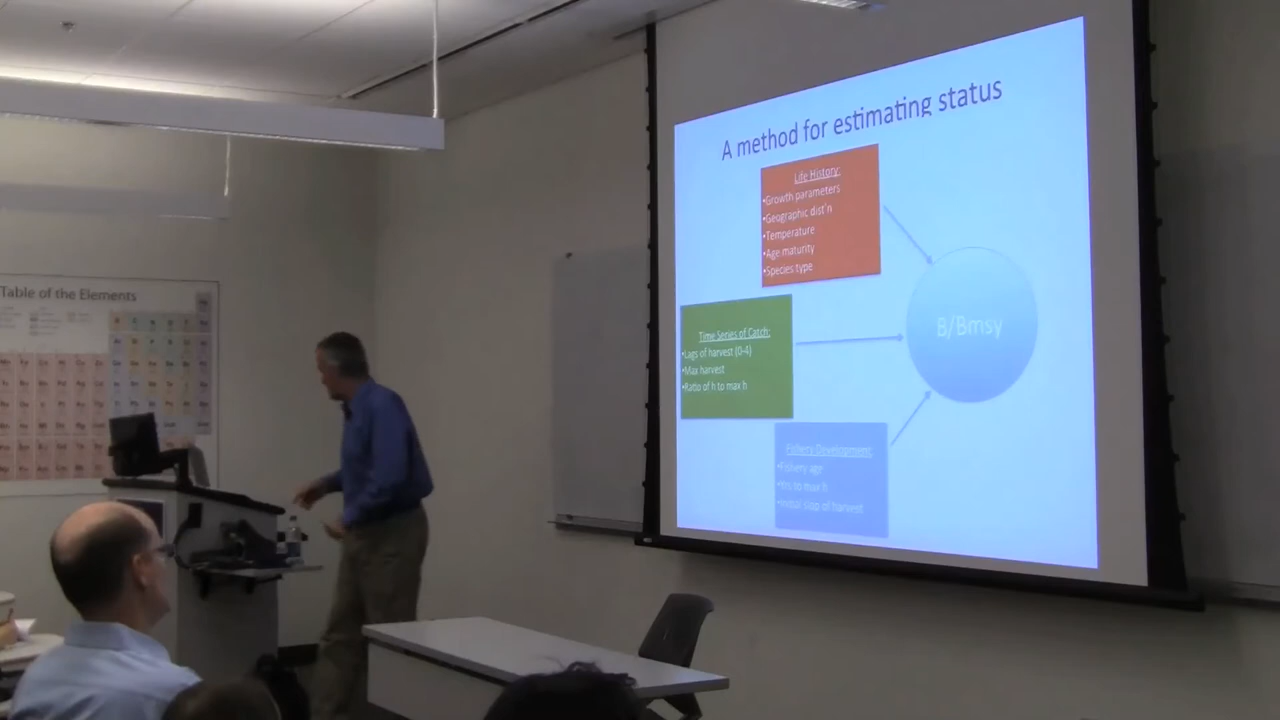 A method for estimating status
Life History:
•Growth parameters
•Geographic dist'n
•Temperature
•Age maturity
•Species type
Time Series of Catch:
•Lags of harvest (0-4)
•Max harvest
•Ratio of h to max h
B/Bmsy
Fishery Development:
•Fishery age
•Yrs to max h
•Initial slop of harvest
Table of the Elements